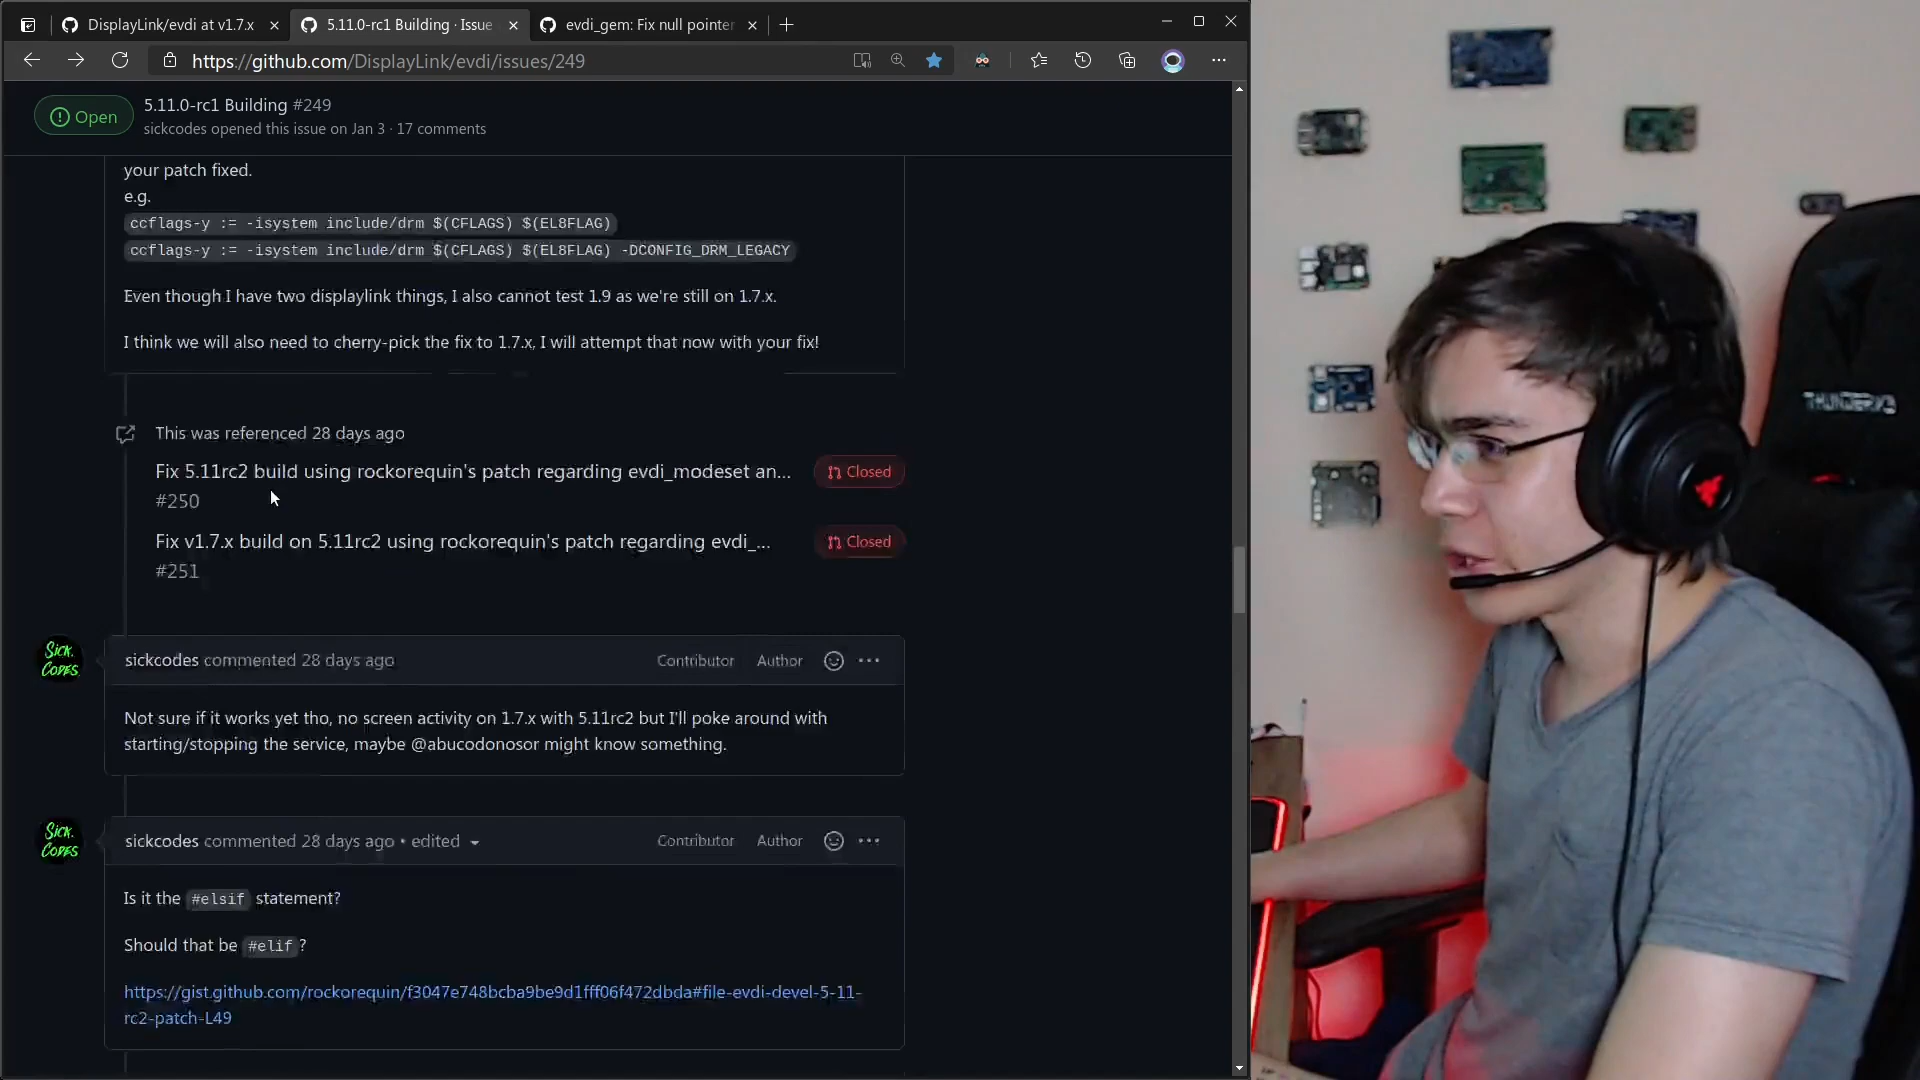 DisplayLink/evdi at v1.7.x
5.11.0-rc1 Building · Issue
evdi_gem: Fix null pointer
https://github.com/DisplayLink/evdi/issues/249
Open
5.11.0-rc1 Building #249
sickcodes opened this issue on Jan 3 · 17 comments
your patch fixed.
e.g.
ccflags-y := -isystem include/drm $(CFLAGS) $(EL8FLAG)
ccflags-y := -isystem include/drm $(CFLAGS) $(EL8FLAG) -DCONFIG_DRM_LEGACY
Even though I have two displaylink things, I also cannot test 1.9 as we're still on 1.7.x.
I think we will also need to cherry-pick the fix to 1.7.x, I will attempt that now with your fix!
This was referenced 28 days ago
Fix 5.11rc2 build using rockorequin's patch regarding evdi_modeset an...
Closed
#250
Fix v1.7.x build on 5.11rc2 using rockorequin's patch regarding evdi_...
Closed
#251
SICK.
CODES
sickcodes commented 28 days ago
Contributor
Author
Not sure if it works yet tho, no screen activity on 1.7.x with 5.11rc2 but I'll poke around with
starting/stopping the service, maybe @abucodonosor might know something.
SICK.
CODES
sickcodes commented 28 days ago • edited
Contributor
Author
Is it the #elsif statement?
Should that be #elif ?
https://gist.github.com/rockorequin/f3047e748bcba9be9d1fff06f472dbda#file-evdi-devel-5-11-
rc2-patch-L49
THUNDERX3